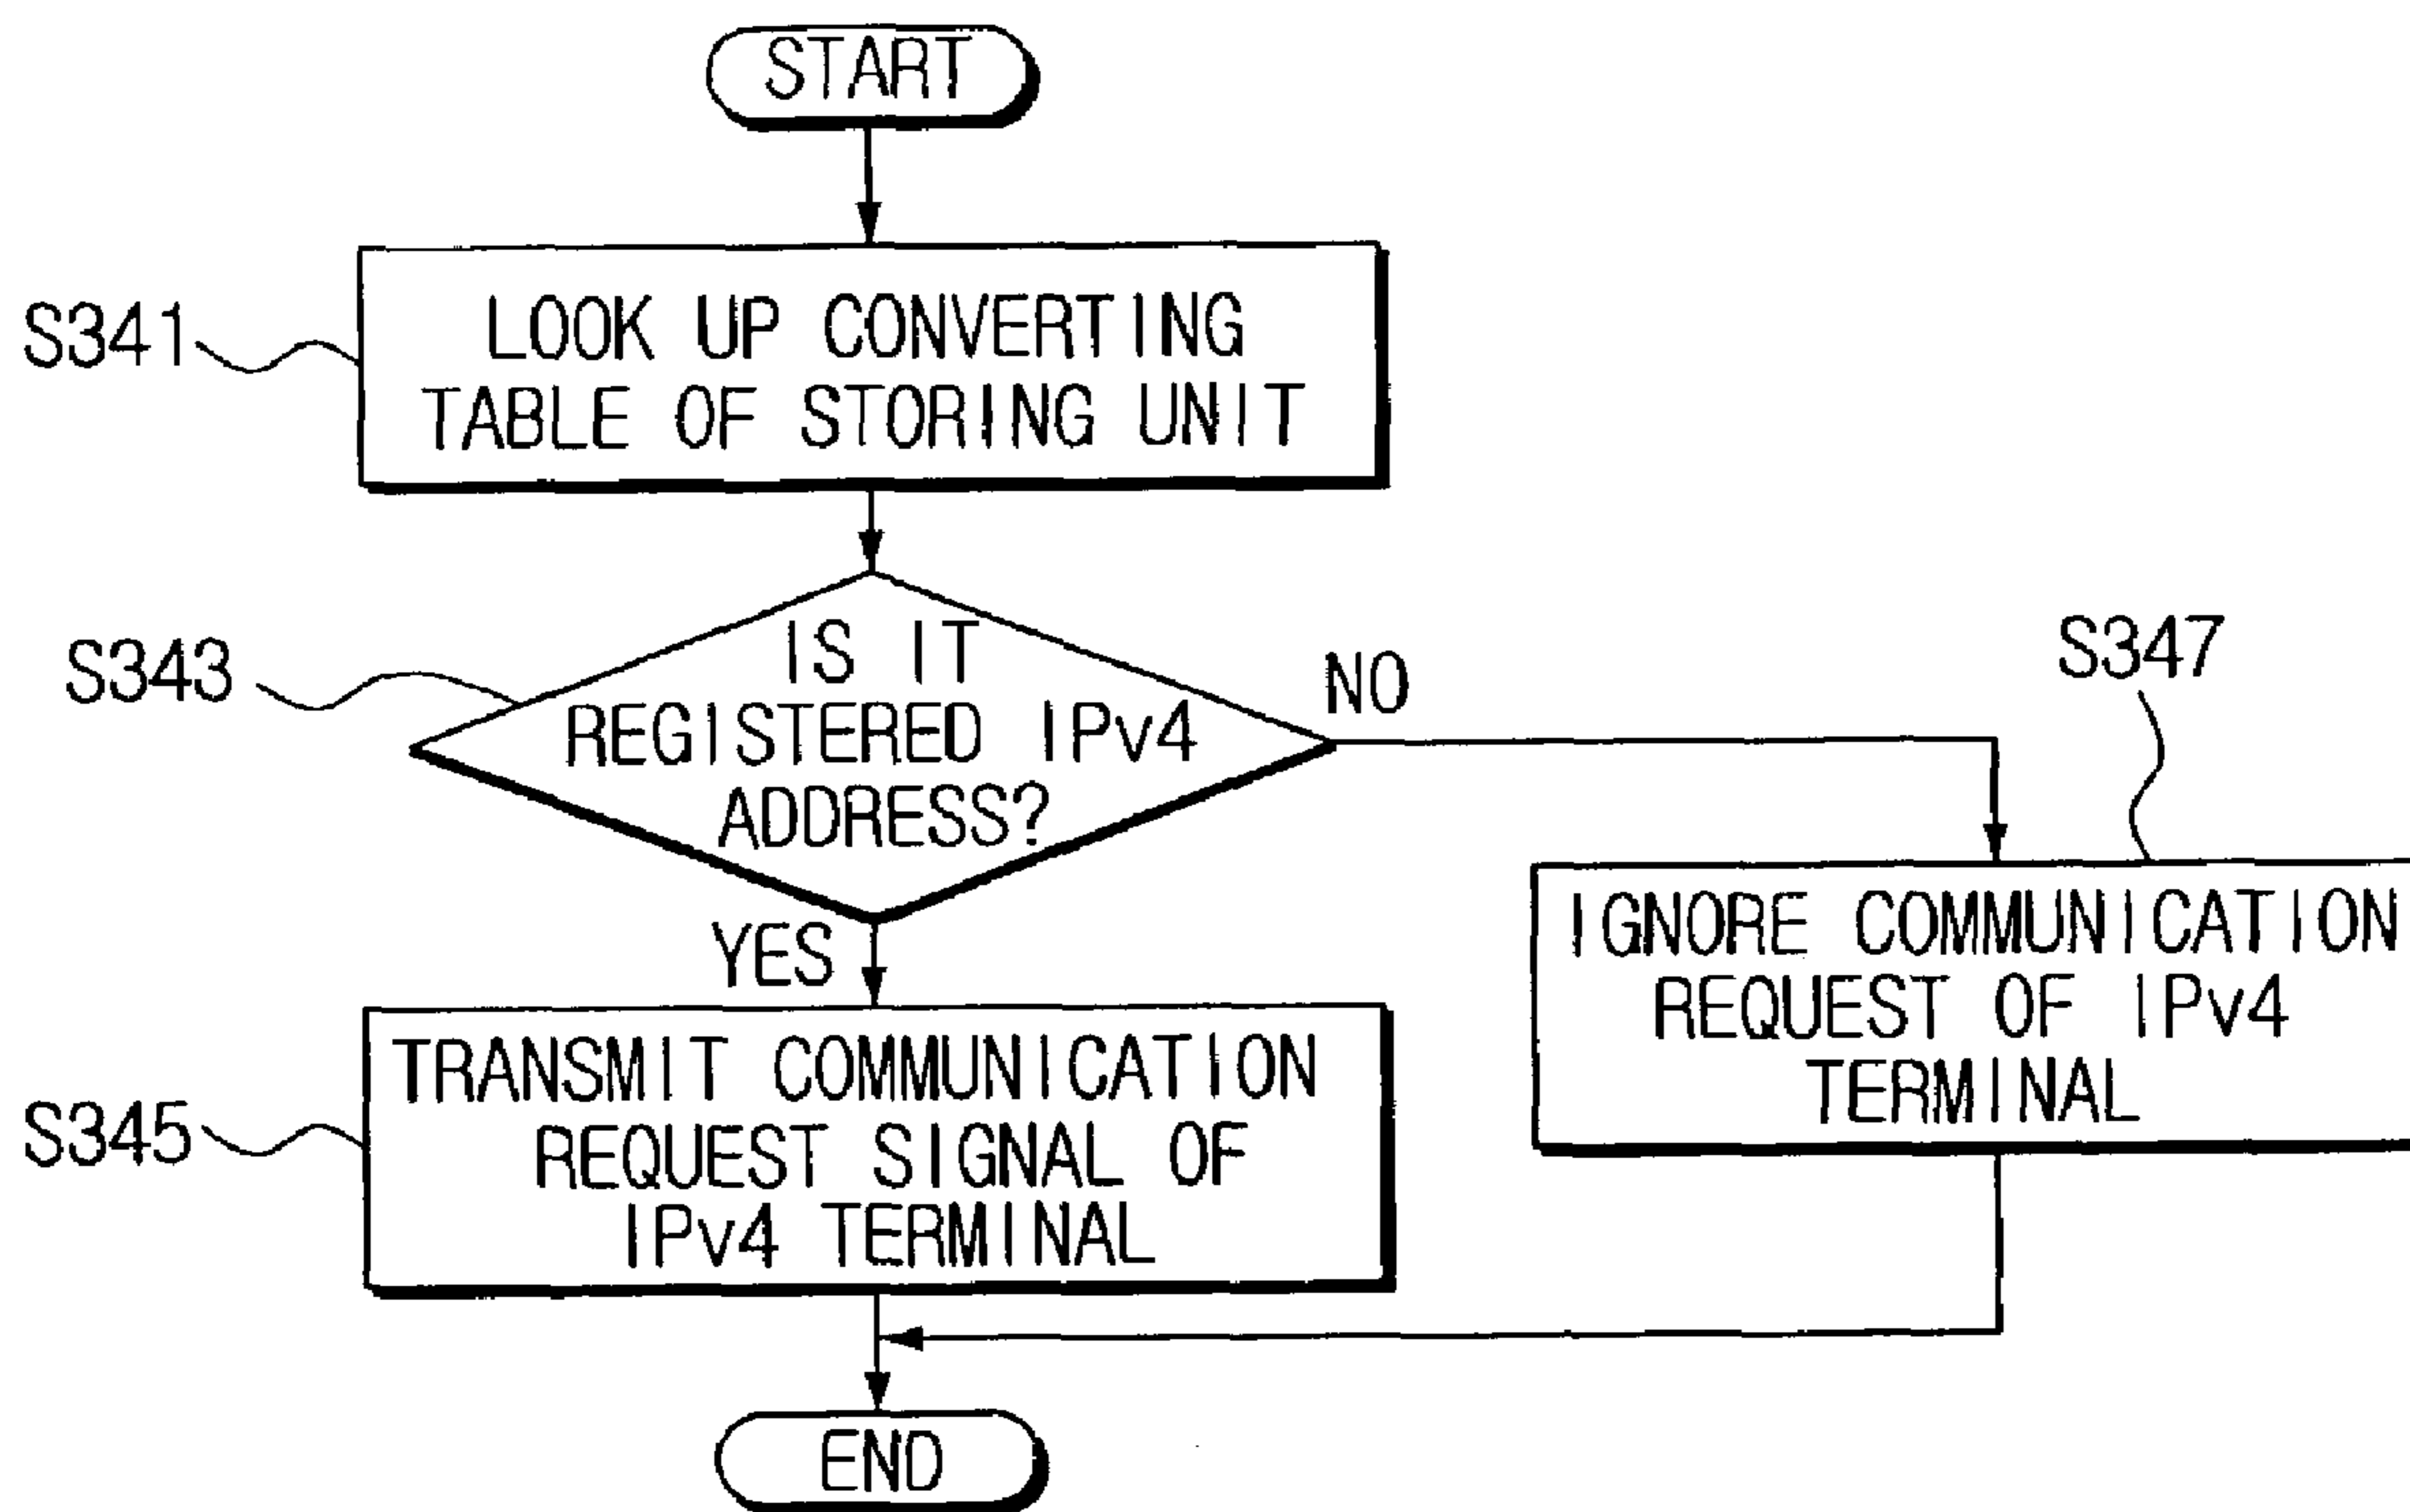 START
S341
LOOK UP CONVERTING
TABLE OF STORING UNIT
S343
IS IT
REGISTERED IPv4
ADDRESS?
NO
S347
YES
IGNORE COMMUNICATION
REQUEST OF IPv4
TERMINAL
S345
TRANSMIT COMMUNICATION
REQUEST SIGNAL OF
IPv4 TERMINAL
END